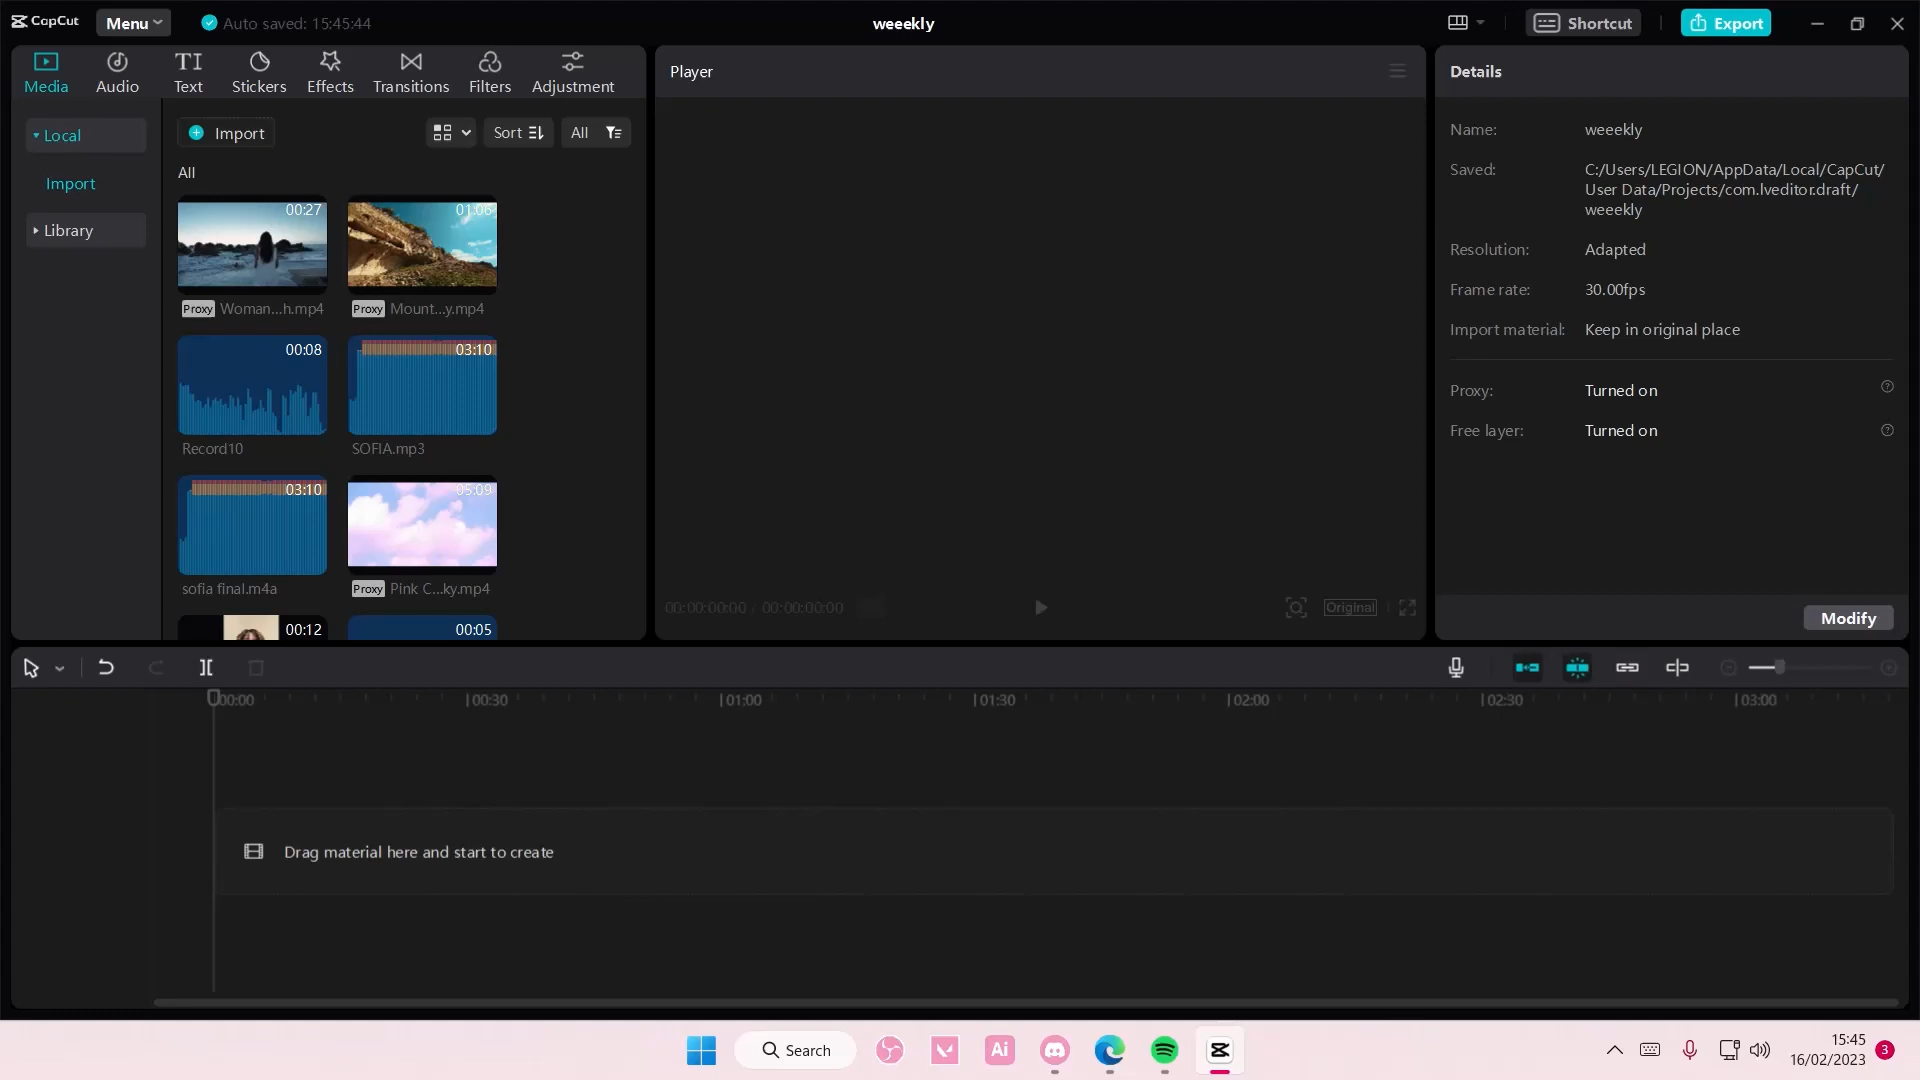 CapCut Menu Auto saved: 15:45:44 weeekly Shortcut Export
Media Audio Text Stickers Effects Transitions Filters Adjustment
Player
Details
Local
Import
Library
Import Sort All
All
00:27 01:06
Proxy Woman...h.mp4 Proxy Mount...y.mp4
00:08 03:10
Record10 SOFIA.mp3
03:10 05:09
sofia final.m4a Proxy Pink C...ky.mp4
00:12 00:05
00:00:00:00 / 00:00:00:00 Original
Name: weeekly
Saved: C:/Users/LEGION/AppData/Local/CapCut/
User Data/Projects/com.lveditor.draft/
weeekly
Resolution: Adapted
Frame rate: 30.00fps
Import material: Keep in original place
Proxy: Turned on
Free layer: Turned on
Modify
00:00 00:30 01:00 01:30 02:00 02:30 03:00
Drag material here and start to create
Search Ai 15:45
16/02/2023 3